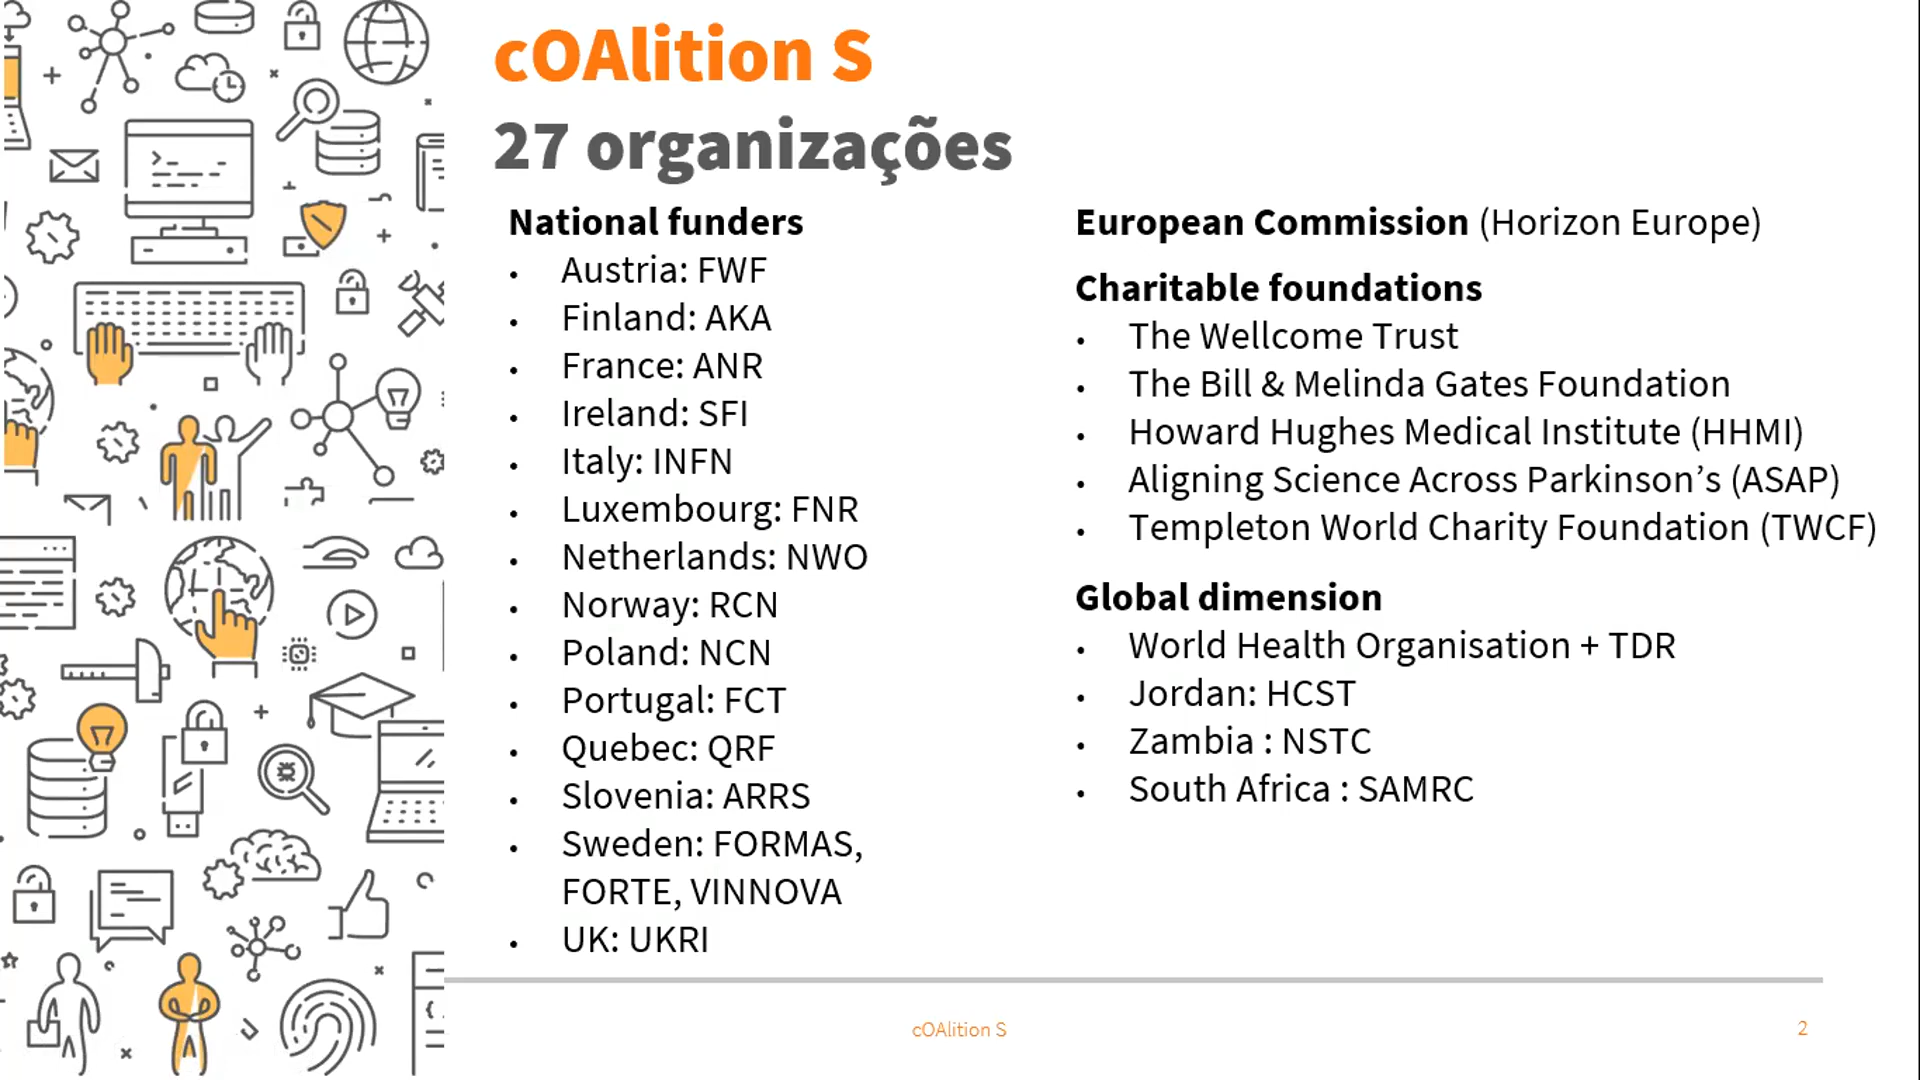 cOAlition S
27 organizações
National funders
• Austria: FWF
• Finland: AKA
• France: ANR
• Ireland: SFI
• Italy: INFN
• Luxembourg: FNR
• Netherlands: NWO
• Norway: RCN
• Poland: NCN
• Portugal: FCT
• Quebec: QRF
• Slovenia: ARRS
• Sweden: FORMAS,
FORTE, VINNOVA
• UK: UKRI
European Commission (Horizon Europe)
Charitable foundations
• The Wellcome Trust
• The Bill & Melinda Gates Foundation
• Howard Hughes Medical Institute (HHMI)
• Aligning Science Across Parkinson’s (ASAP)
• Templeton World Charity Foundation (TWCF)
Global dimension
• World Health Organisation + TDR
• Jordan: HCST
• Zambia : NSTC
• South Africa : SAMRC
cOAlition S
2